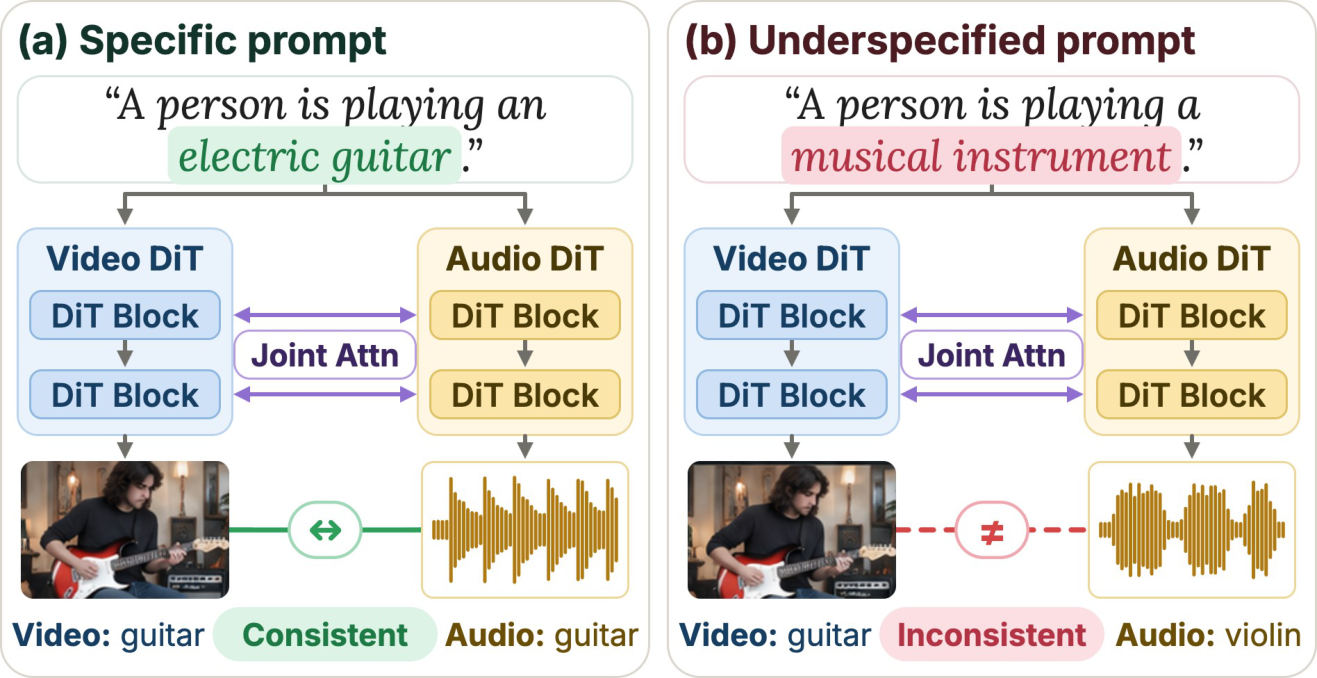 (a) Specific prompt
“A person is playing an
electric guitar.”
Video DiT
Audio DiT
DiT Block
DiT Block
Joint Attn
DiT Block
DiT Block
Video: guitar
Consistent
Audio: guitar
(b) Underspecified prompt
“A person is playing a
musical instrument.”
Video DiT
Audio DiT
DiT Block
DiT Block
Joint Attn
DiT Block
DiT Block
≠
Video: guitar
Inconsistent
Audio: violin